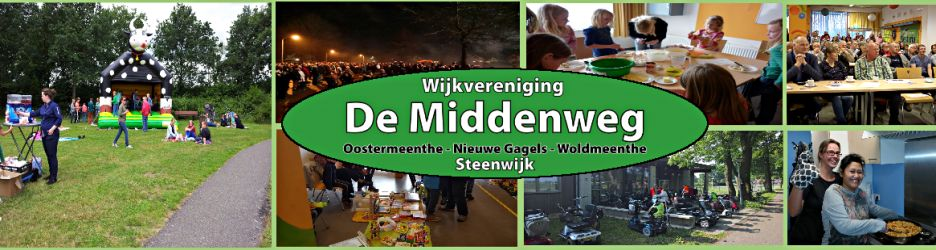 Wijkvereniging
De Middenweg
Oostermeenthe - Nieuwe Gagels - Woldmeenthe
Steenwijk